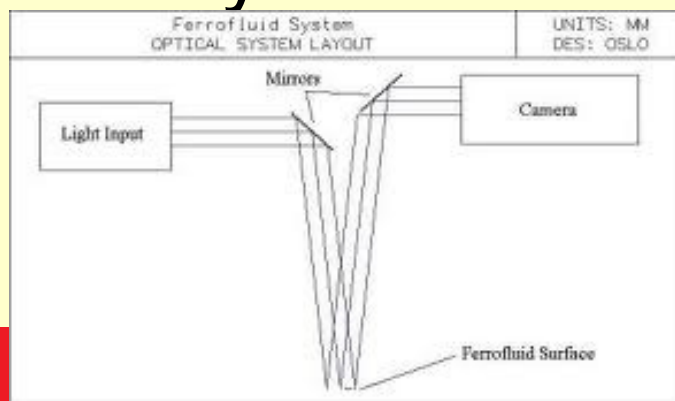 Ferrofluid System
OPTICAL SYSTEM LAYOUT
UNITS: MM
DES: OSLO
Mirrors
Light Input
Camera
Ferrofluid Surface